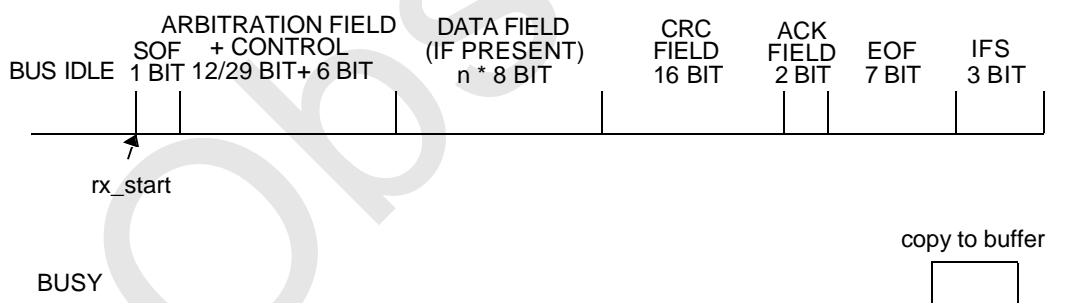 ARBITRATION FIELD DATA FIELD CRC ACK
SOF + CONTROL (IF PRESENT) FIELD FIELD EOF IFS
BUS IDLE 1 BIT 12/29 BIT+ 6 BIT n * 8 BIT 16 BIT 2 BIT 7 BIT 3 BIT
rx_start
copy to buffer
BUSY
Obs